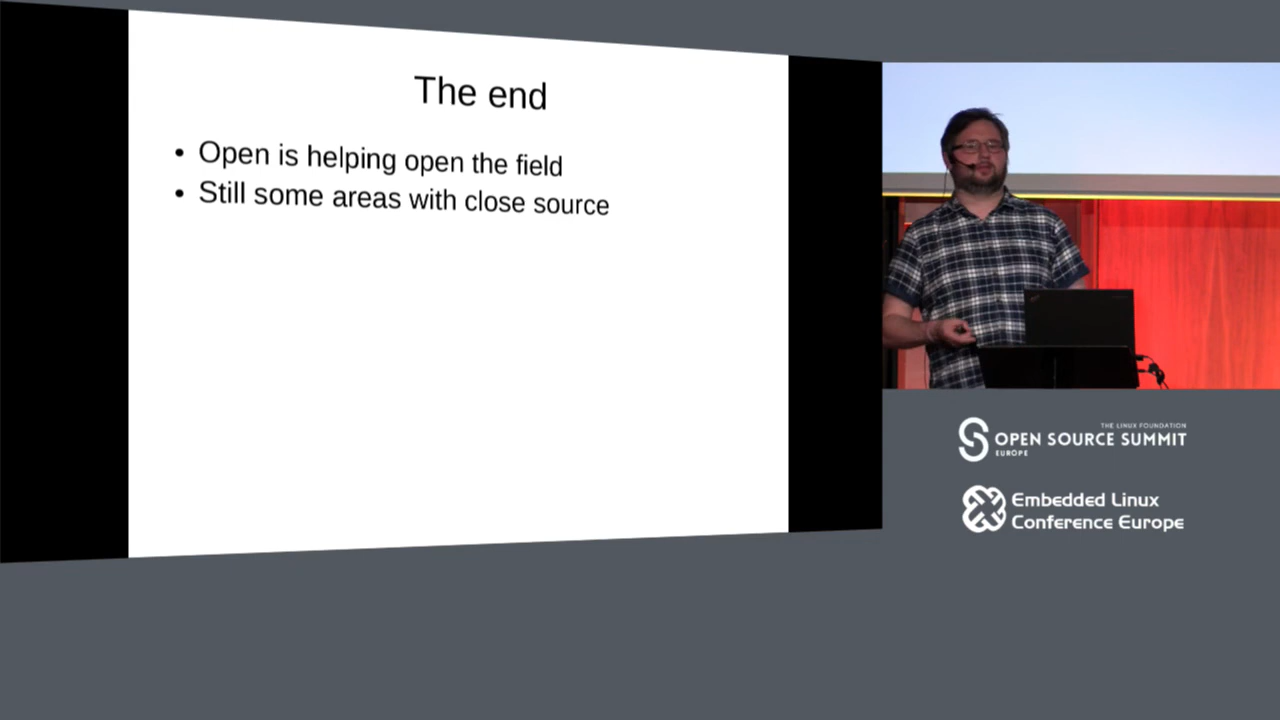 The end
• Open is helping open the field
• Still some areas with close source
THE LINUX FOUNDATION
OPEN SOURCE SUMMIT
EUROPE
Embedded Linux
Conference Europe